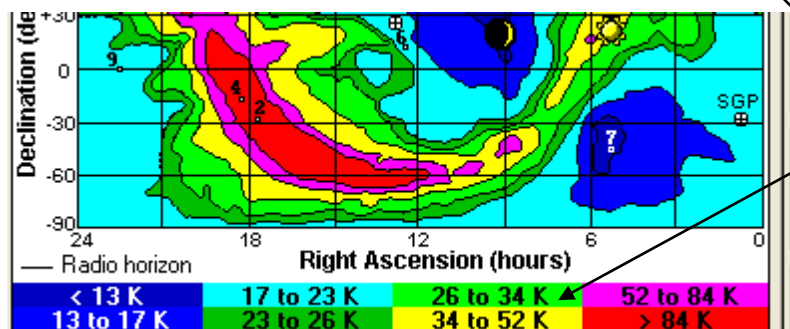 +30
6
9
0
4
2
SGP
-30
7
-60
-90
24 18 12 6 0
Declination (de
Radio horizon Right Ascension (hours)
< 13 K 17 to 23 K 26 to 34 K 52 to 84 K
13 to 17 K 23 to 26 K 34 to 52 K > 84 K